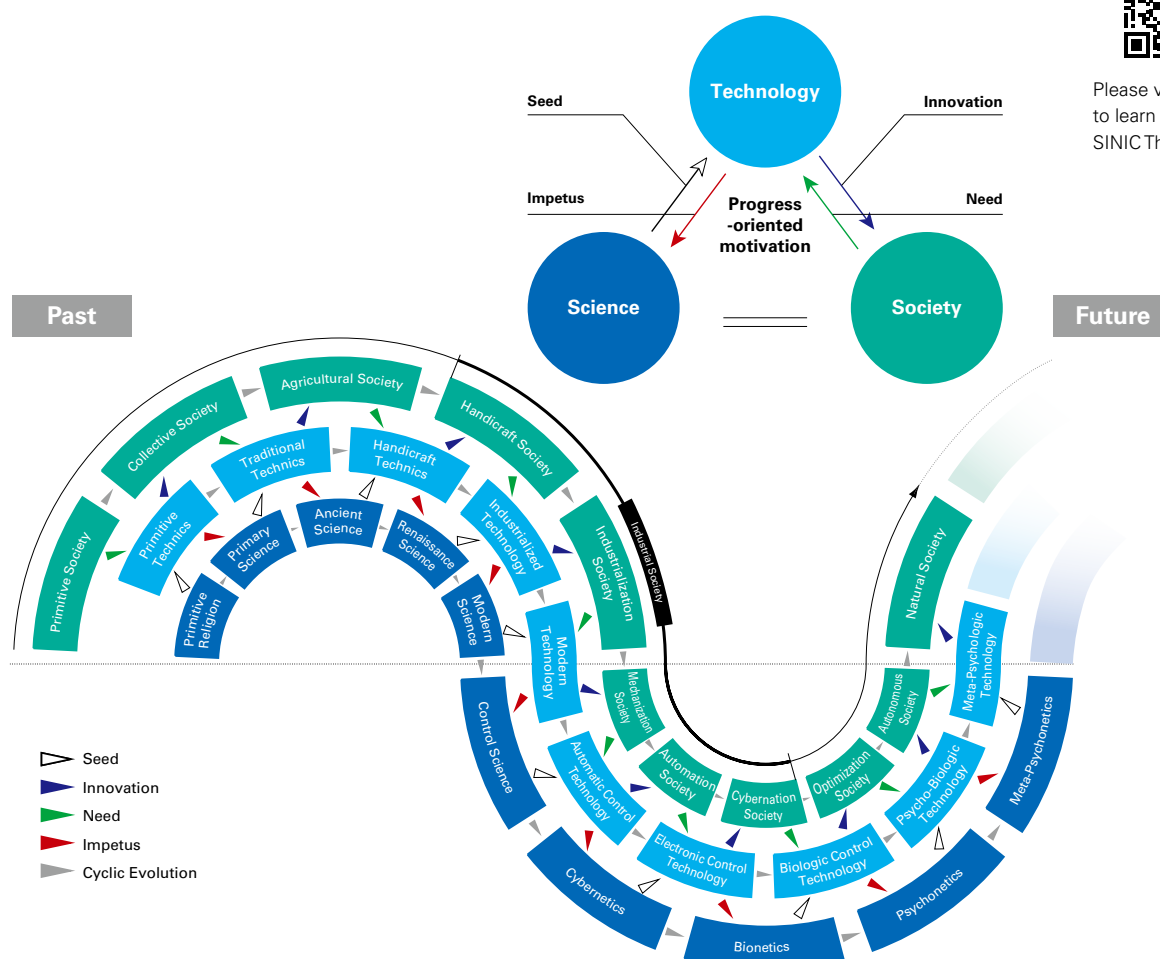 Technology
Seed
Innovation
Please v
to learn
SINIC Th
Impetus
Progress
-oriented
motivation
Need
Science
Society
Past
Future
Primitive Society
Collective Society
Agricultural Society
Handicraft Society
Industrialization
Society
Industrial Society
Mechanization
Society
Automation
Society
Cybernation
Society
Optimization
Society
Autonomous
Society
Natural Society
Primitive
Technics
Traditional
Technics
Handicraft
Technics
Industrialized
Technology
Modern
Technology
Automatic Control
Technology
Electronic Control
Technology
Biologic Control
Technology
Psycho-Biologic
Technology
Meta-Psychologic
Technology
Primitive
Religion
Primary
Science
Ancient
Science
Renaissance
Science
Modern
Science
Control Science
Cybernetics
Bionetics
Psychonetics
Meta-Psychonetics
Seed
Innovation
Need
Impetus
Cyclic Evolution